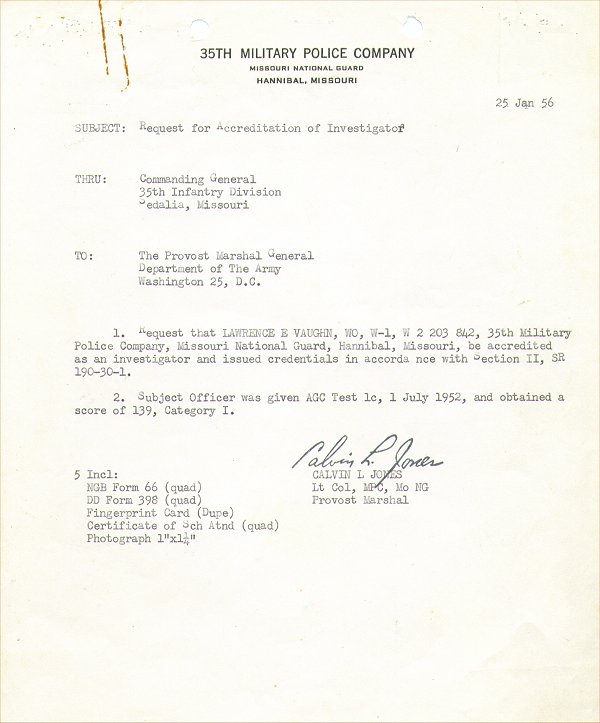 35TH MILITARY POLICE COMPANY
MISSOURI NATIONAL GUARD
HANNIBAL, MISSOURI
25 Jan 56
SUBJECT: Request for Accreditation of Investigator
THRU: Commanding General
35th Infantry Division
Sedalia, Missouri
TO: The Provost Marshal General
Department of The Army
Washington 25, D.C.
1. Request that LAWRENCE E VAUGHN, WO, W-1, W 2 203 842, 35th Military
Police Company, Missouri National Guard, Hannibal, Missouri, be accredited
as an investigator and issued credentials in accorda nce with Section II, SR
190-30-1.
2. Subject Officer was given AGC Test 1c, 1 July 1952, and obtained a
score of 139, Category I.
Calvin L. Jones
5 Incl: CALVIN L JONES
NGB Form 66 (quad) Lt Col, MPC, Mo NG
DD Form 398 (quad) Provost Marshal
Fingerprint Card (Dupe)
Certificate of Sch Atnd (quad)
Photograph 1"x1¼"